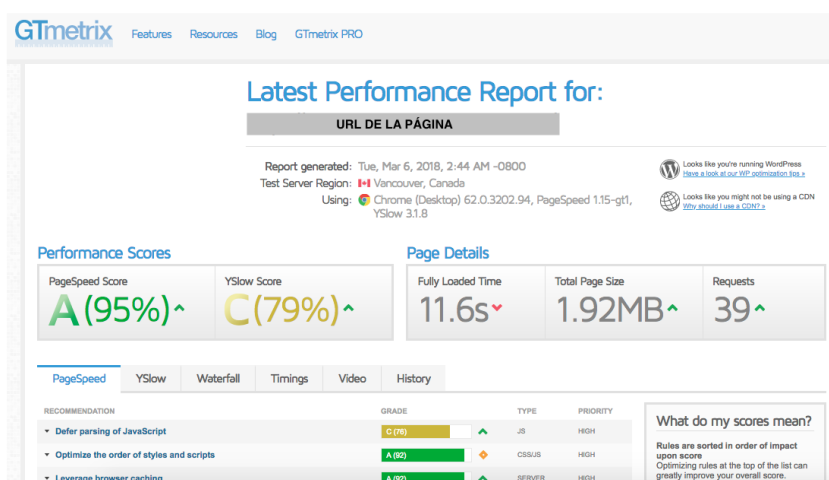 GTmetrix Features Resources Blog GTmetrix PRO
Latest Performance Report for:
URL DE LA PÁGINA
Report generated: Tue, Mar 6, 2018, 2:44 AM -0800
Test Server Region: Vancouver, Canada
Using: Chrome (Desktop) 62.0.3202.94, PageSpeed 1.15-gt1,
YSlow 3.1.8
Looks like you're running WordPress
Have a look at our WP optimization tips »
Looks like you might not be using a CDN
Why should I use a CDN? »
Performance Scores
PageSpeed Score
A (95%)
YSlow Score
C (79%)
Page Details
Fully Loaded Time
11.6s
Total Page Size
1.92MB
Requests
39
PageSpeed YSlow Waterfall Timings Video History
RECOMMENDATION GRADE TYPE PRIORITY
Defer parsing of JavaScript C (76) JS HIGH
Optimize the order of styles and scripts A (92) CSS/JS HIGH
Leverage browser caching A (92) SERVER HIGH
What do my scores mean?
Rules are sorted in order of impact
upon score
Optimizing rules at the top of the list can
greatly improve your overall score.